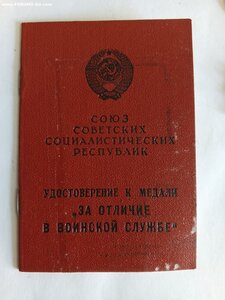 СОЮЗ
СОВЕТСКИХ
СОЦИАЛИСТИЧЕСКИХ
РЕСПУБЛИК
УДОСТОВЕРЕНИЕ К МЕДАЛИ
„ЗА ОТЛИЧИЕ
В ВОИНСКОЙ СЛУЖБЕ“